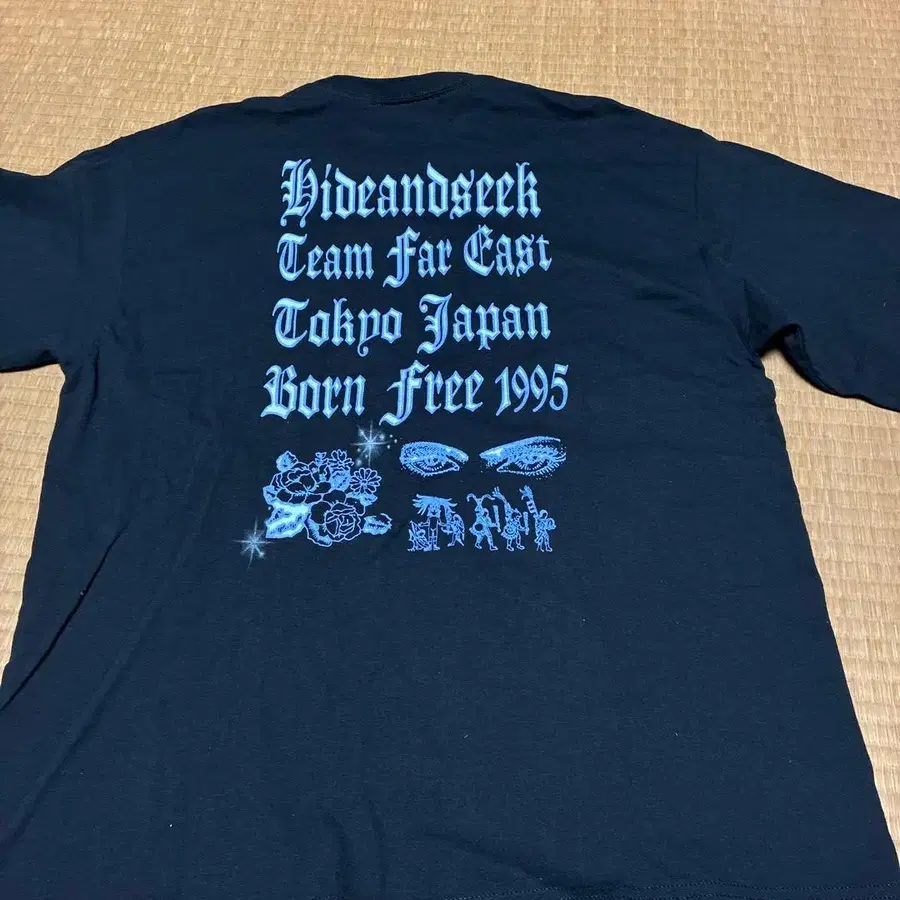 Hideandseek
Team Far East
Tokyo Japan
Born Free 1995